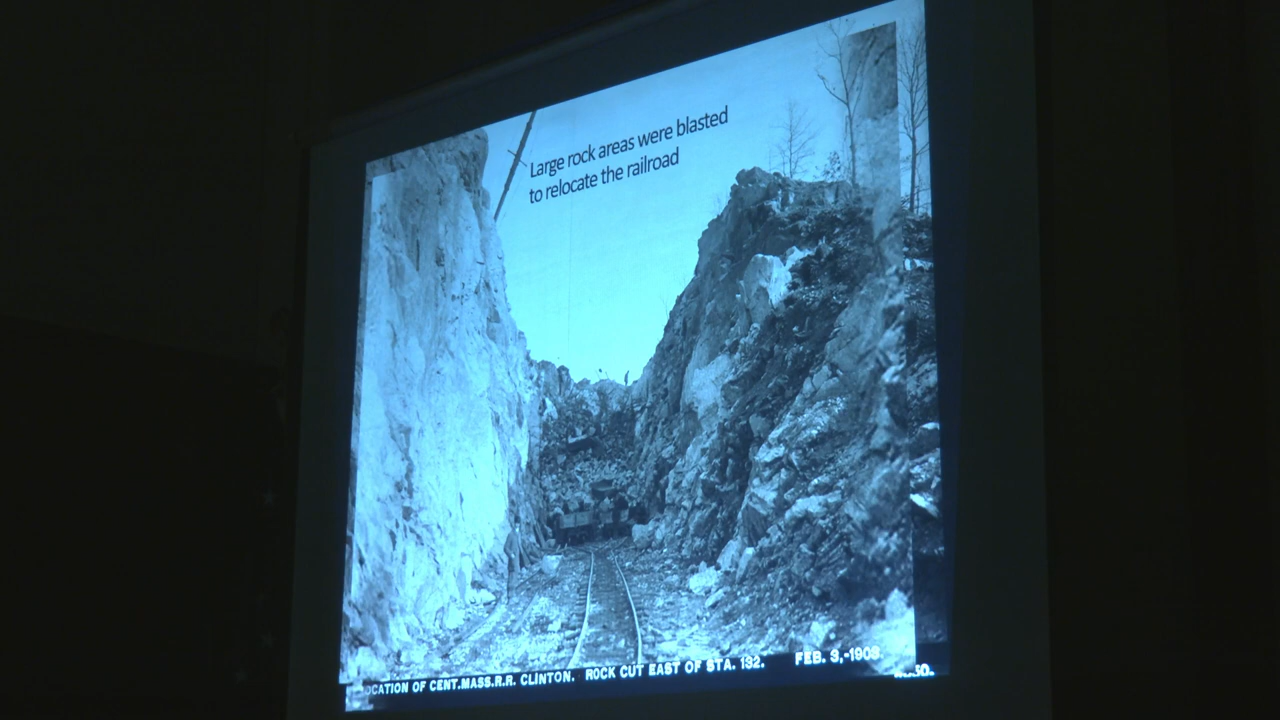 Large rock areas were blasted
to relocate the railroad
OCATION OF CENT.MASS.R.R. CLINTON. ROCK CUT EAST OF STA. 132. FEB. 3,-1903.